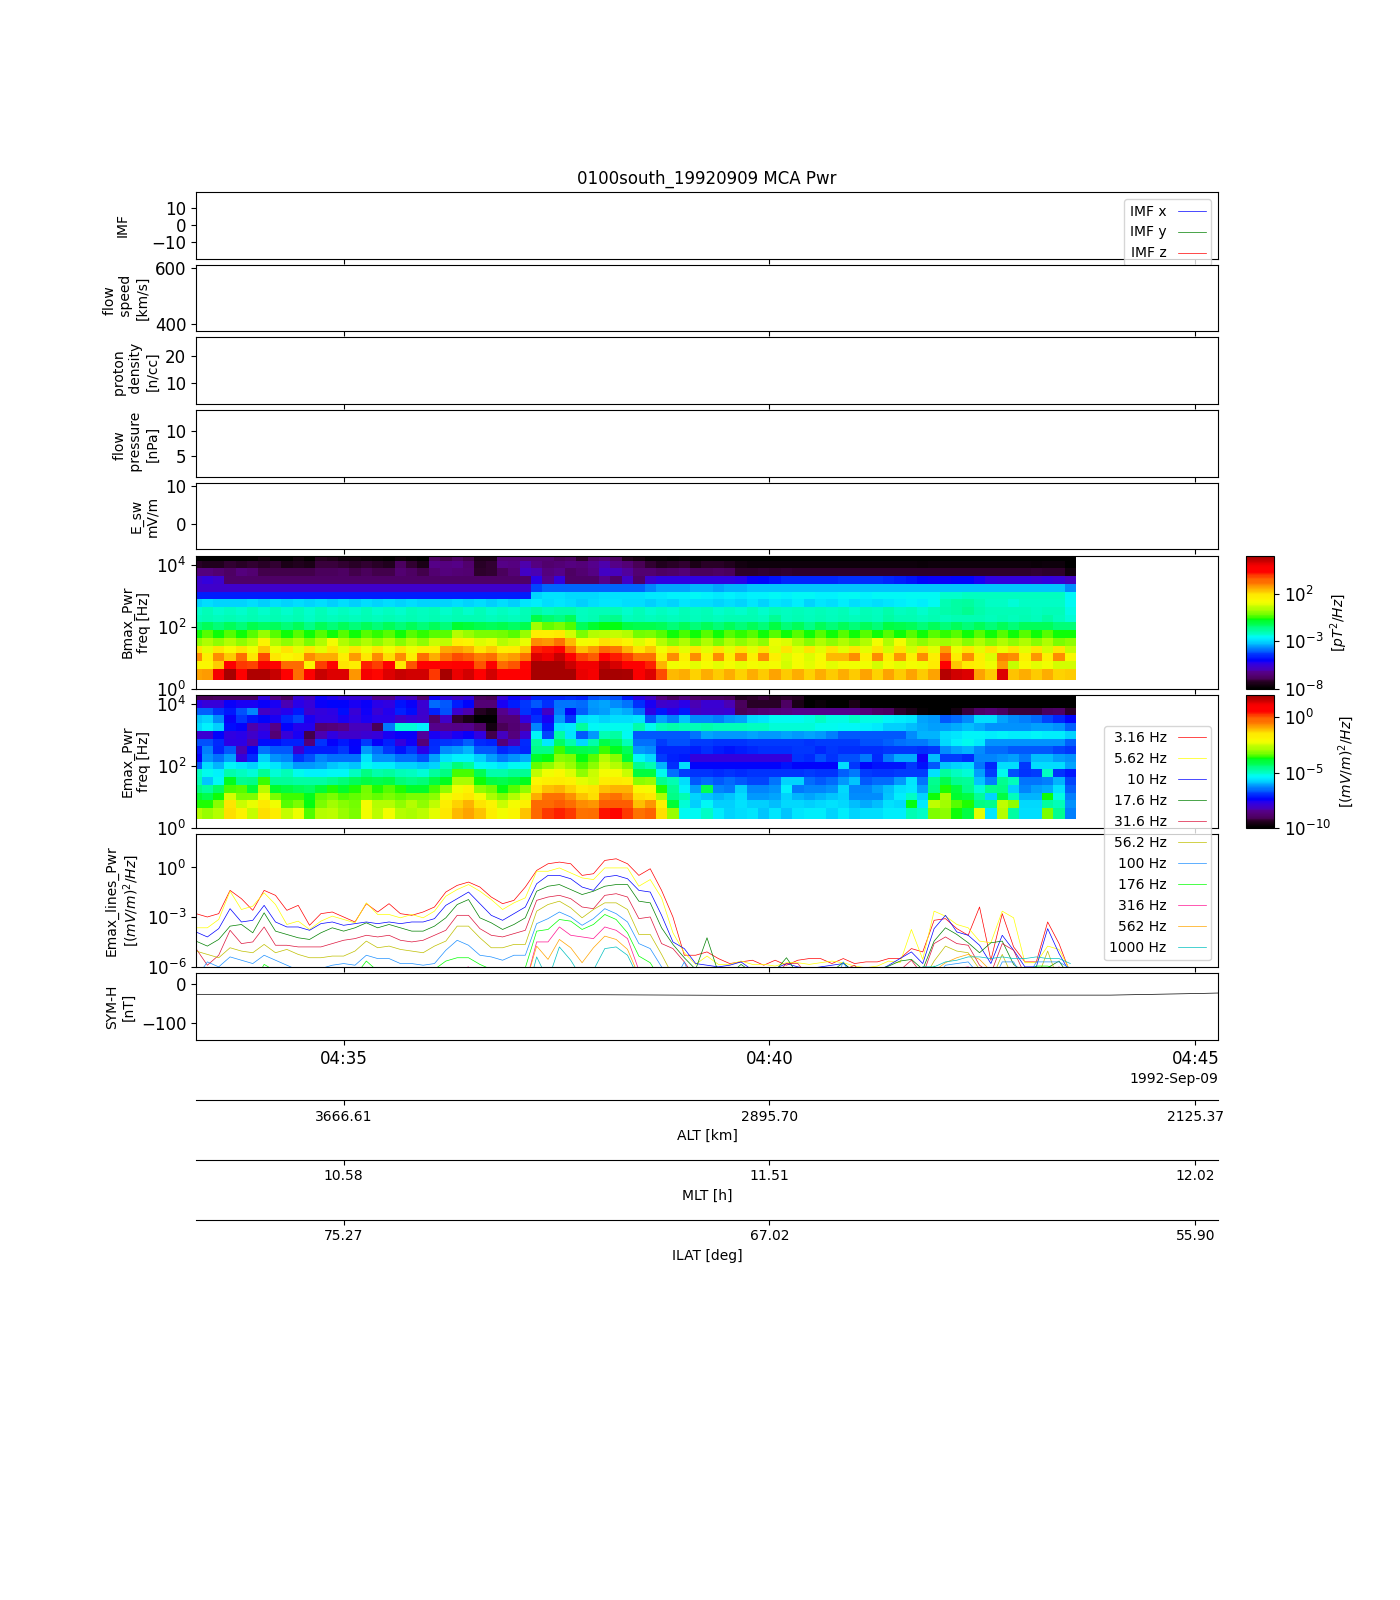 0100south_19920909 MCA Pwr
IMF
10
0
−10
IMF x
IMF y
IMF z
flow
speed
[km/s]
600
400
proton
density
[n/cc]
20
10
flow
pressure
[nPa]
10
5
E_sw
mV/m
10
0
Bmax_Pwr
freq [Hz]
10^4
10^2
10^0
10^2
10^-3
10^-8
[pT^2/Hz]
Emax_Pwr
freq [Hz]
10^4
10^2
10^0
10^0
10^-5
10^-10
[(mV/m)^2/Hz]
3.16 Hz
5.62 Hz
10 Hz
17.6 Hz
31.6 Hz
56.2 Hz
100 Hz
176 Hz
316 Hz
562 Hz
1000 Hz
Emax_lines_Pwr
[(mV/m)^2/Hz]
10^0
10^-3
10^-6
SYM-H
[nT]
0
−100
04:35 04:40 04:45
1992-Sep-09
3666.61 2895.70 2125.37
ALT [km]
10.58 11.51 12.02
MLT [h]
75.27 67.02 55.90
ILAT [deg]